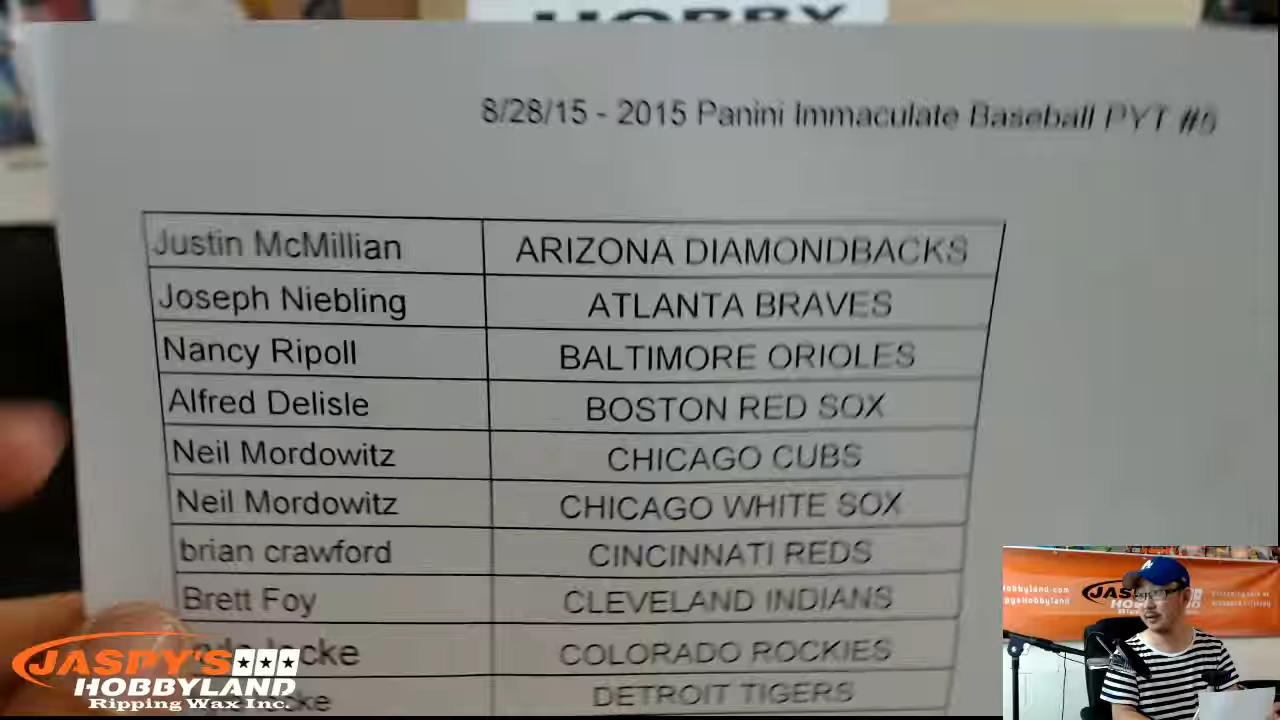 HOBBY
8/28/15 - 2015 Panini Immaculate Baseball PYT
Justin McMillian ARIZONA DIAMONDBACKS
Joseph Niebling ATLANTA BRAVES
Nancy Ripoll BALTIMORE ORIOLES
Alfred Delisle BOSTON RED SOX
Neil Mordowitz CHICAGO CUBS
Neil Mordowitz CHICAGO WHITE SOX
brian crawford CINCINNATI REDS
Brett Foy CLEVELAND INDIANS
COLORADO ROCKIES
DETROIT TIGERS
JASPY'S
HOBBYLAND
Ripping Wax Inc.